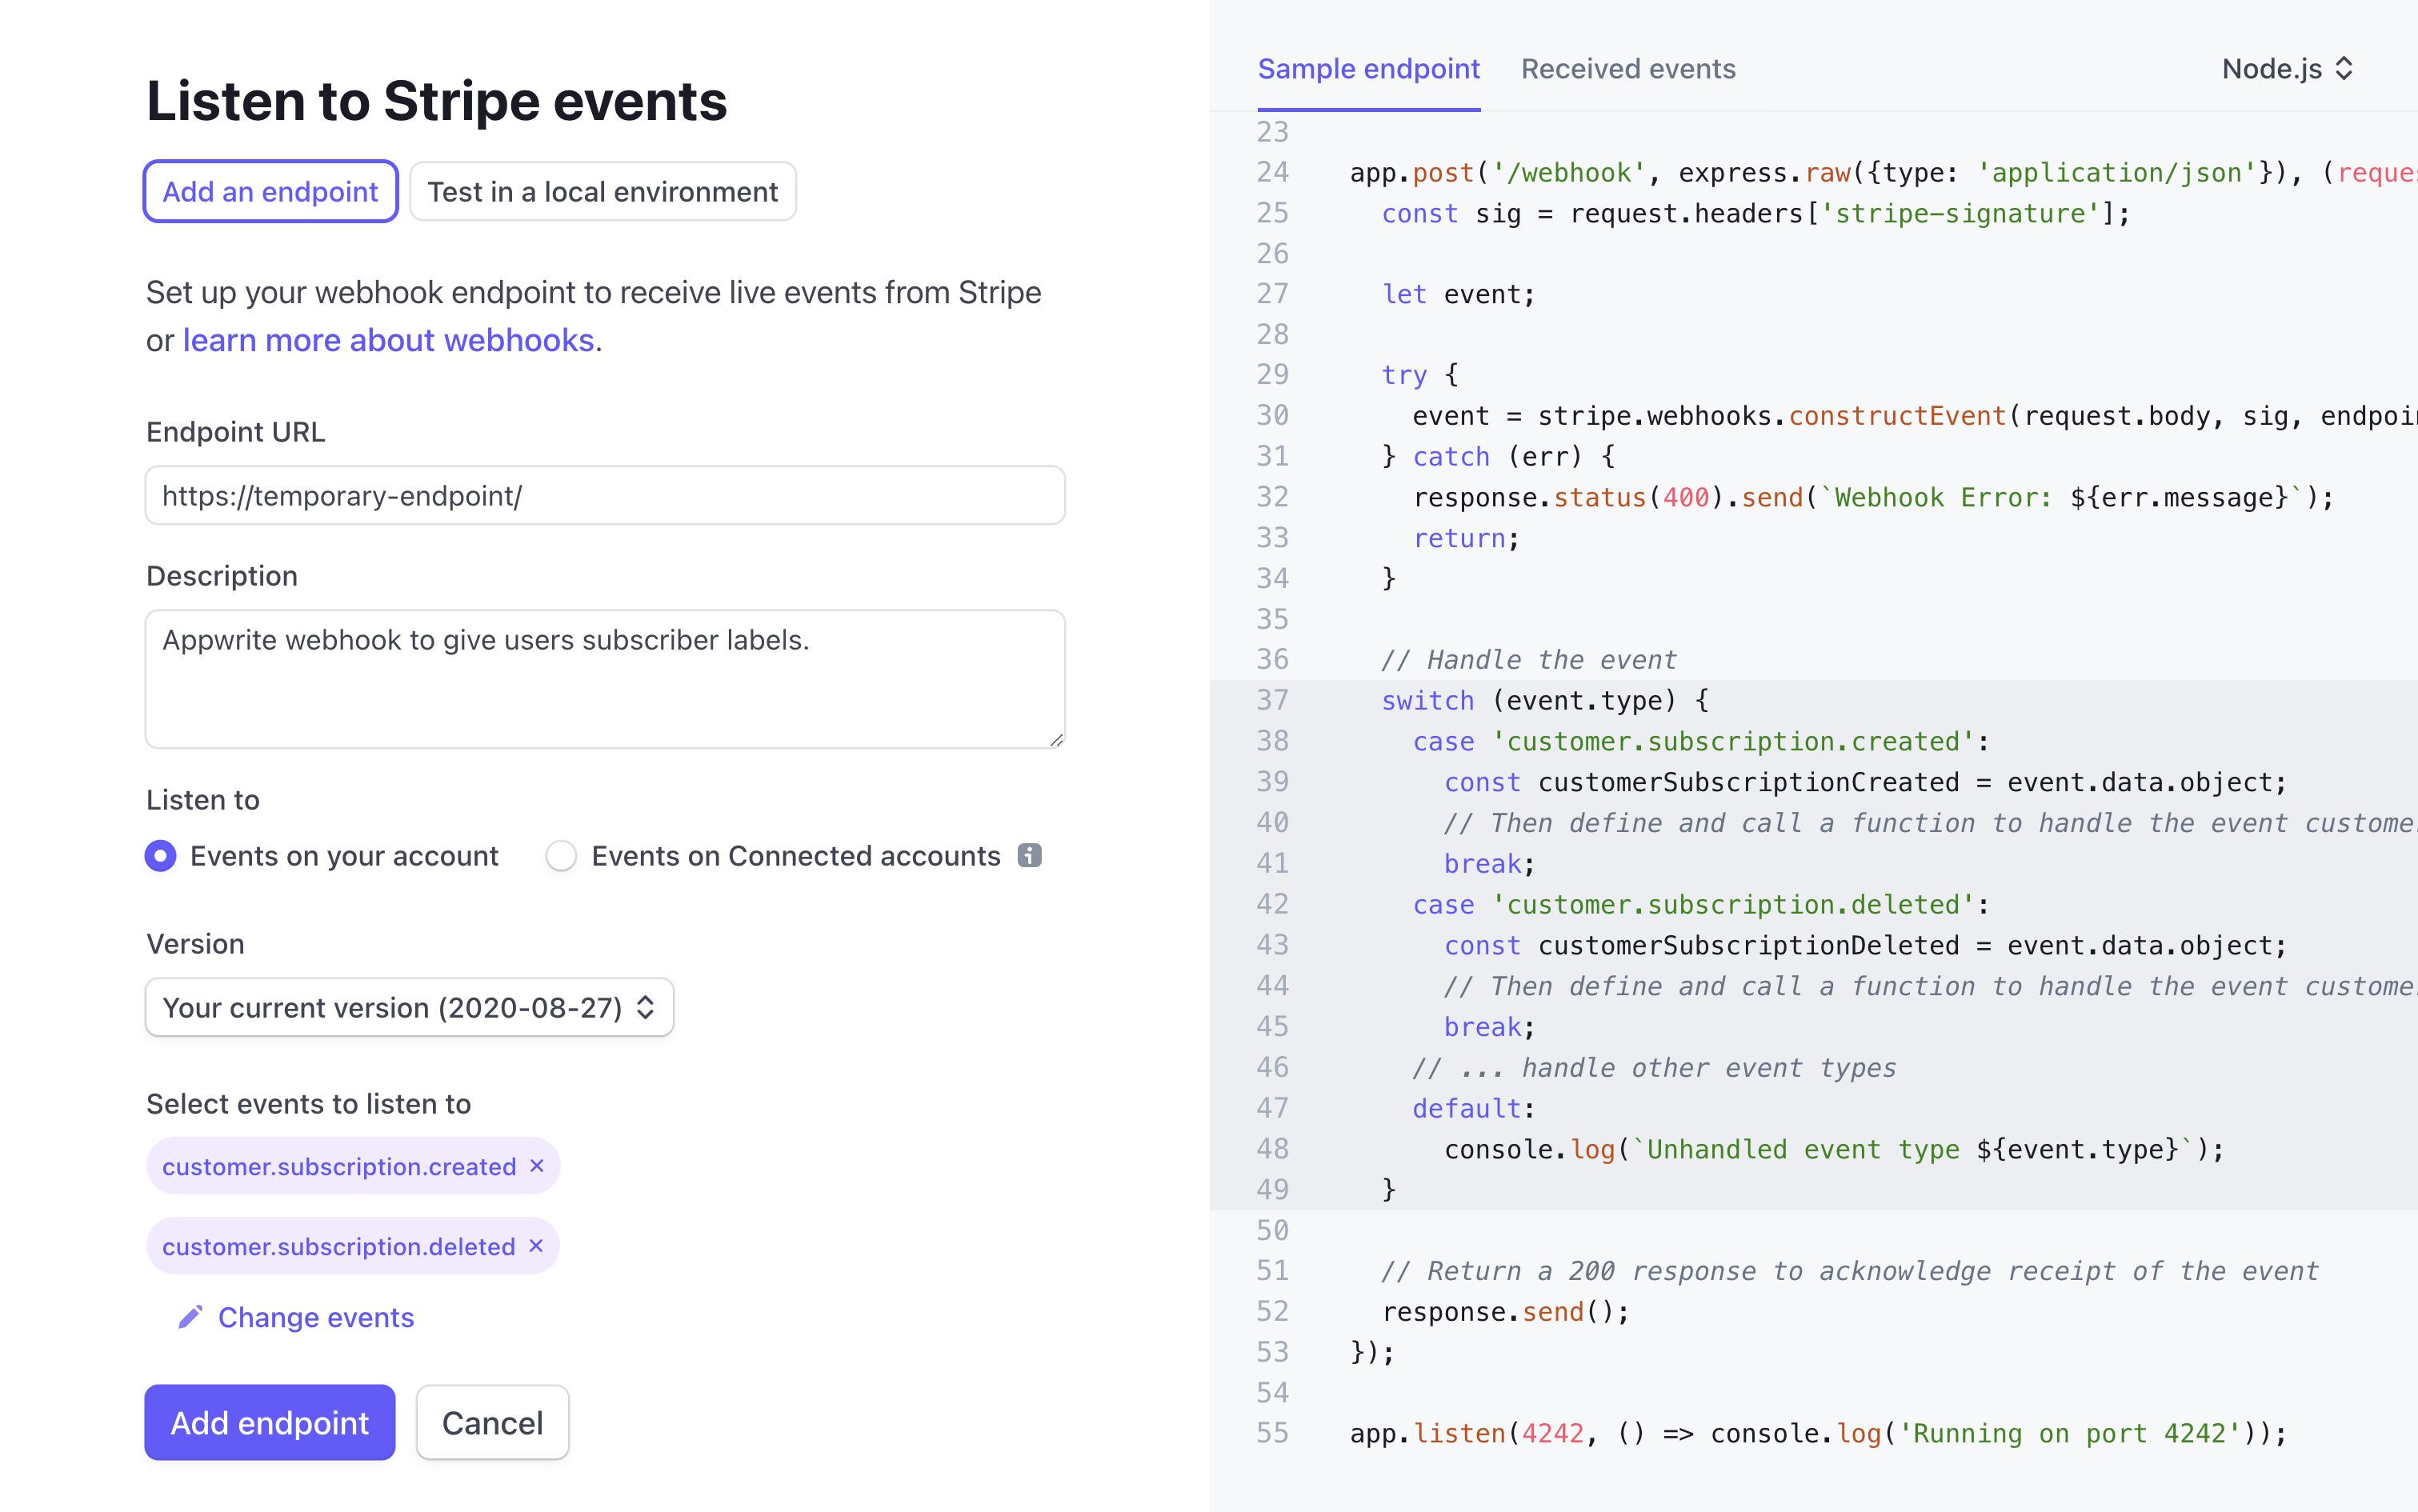 Listen to Stripe events
Add an endpoint
Test in a local environment
Set up your webhook endpoint to receive live events from Stripe
or learn more about webhooks.
Endpoint URL
https://temporary-endpoint/
Description
Appwrite webhook to give users subscriber labels.
Listen to
Events on your account
Events on Connected accounts
Version
Your current version (2020-08-27)
Select events to listen to
customer.subscription.created ×
customer.subscription.deleted ×
Change events
Add endpoint
Cancel
Sample endpoint
Received events
Node.js
23
24 app.post('/webhook', express.raw({type: 'application/json'}), (
25 const sig = request.headers['stripe-signature'];
26
27 let event;
28
29 try {
30 event = stripe.webhooks.constructEvent(request.body, sig,
31 } catch (err) {
32 response.status(400).send(`Webhook Error: ${err.message}`);
33 return;
34 }
35
36 // Handle the event
37 switch (event.type) {
38 case 'customer.subscription.created':
39 const customerSubscriptionCreated = event.data.object;
40 // Then define and call a function to handle the event
41 break;
42 case 'customer.subscription.deleted':
43 const customerSubscriptionDeleted = event.data.object;
44 // Then define and call a function to handle the event
45 break;
46 // ... handle other event types
47 default:
48 console.log(`Unhandled event type ${event.type}`);
49 }
50
51 // Return a 200 response to acknowledge receipt of the event
52 response.send();
53 });
54
55 app.listen(4242, () => console.log('Running on port 4242'));